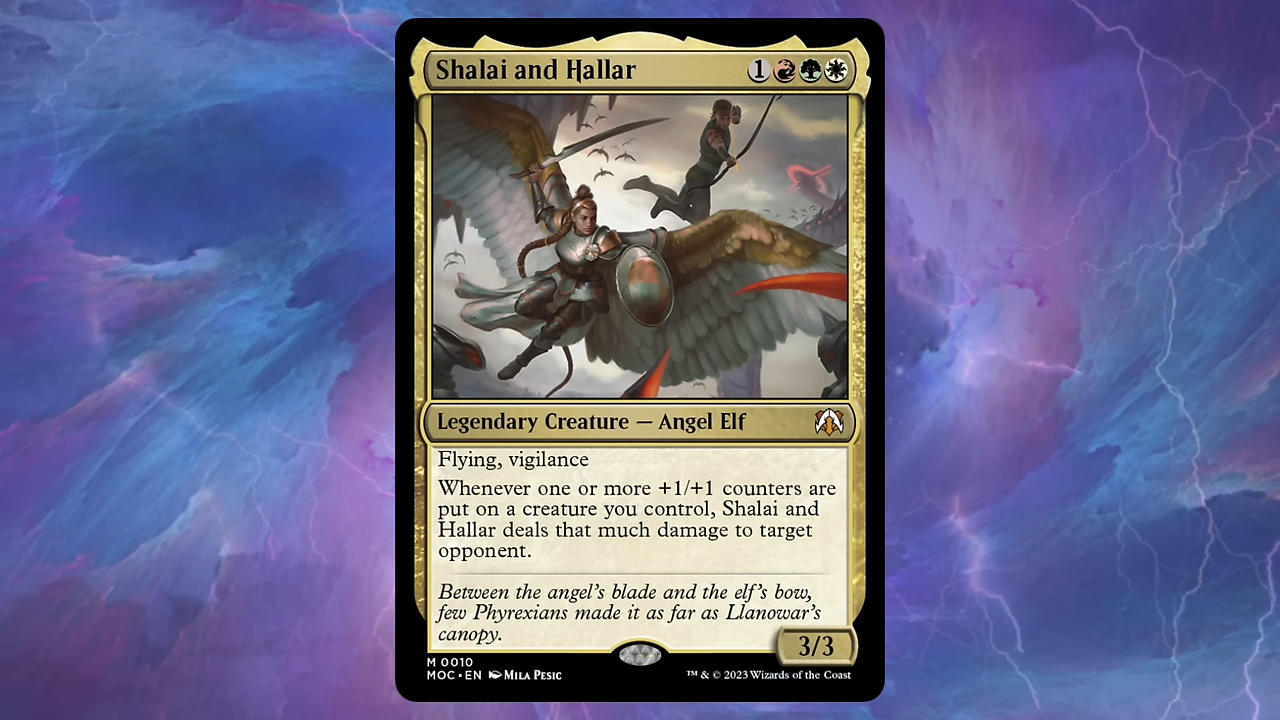 Shalai and Hallar 1
Legendary Creature — Angel Elf
Flying, vigilance
Whenever one or more +1/+1 counters are
put on a creature you control, Shalai and
Hallar deals that much damage to target
opponent.
Between the angel's blade and the elf's bow,
few Phyrexians made it as far as Llanowar's
canopy.
3/3
M 0010
MOC • EN Mila Pesic
™ & © 2023 Wizards of the Coast